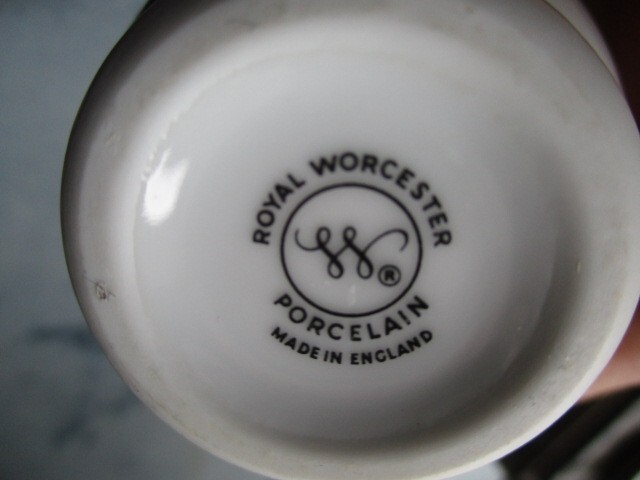 ROYAL WORCESTER
W®
PORCELAIN
MADE IN ENGLAND